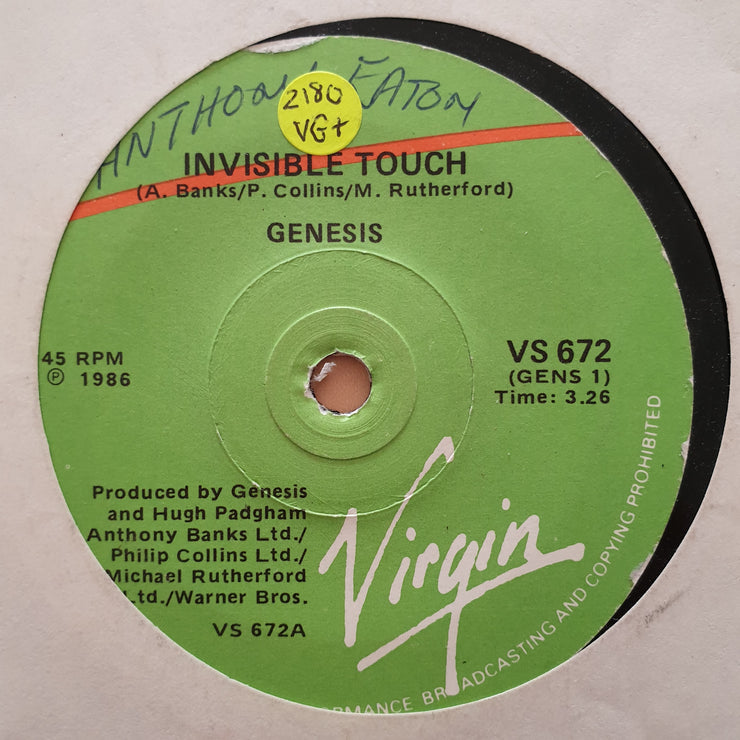 ANTHONY EATON
2180
VG+
INVISIBLE TOUCH
(A. Banks/P. Collins/M. Rutherford)
GENESIS
45 RPM
Ⓟ 1986
VS 672
(GENS 1)
Time: 3.26
Produced by Genesis
and Hugh Padgham
Anthony Banks Ltd./
Philip Collins Ltd./
Michael Rutherford
Ltd./Warner Bros.
VS 672A
Virgin
BROADCASTING AND COPYING PROHIBITED